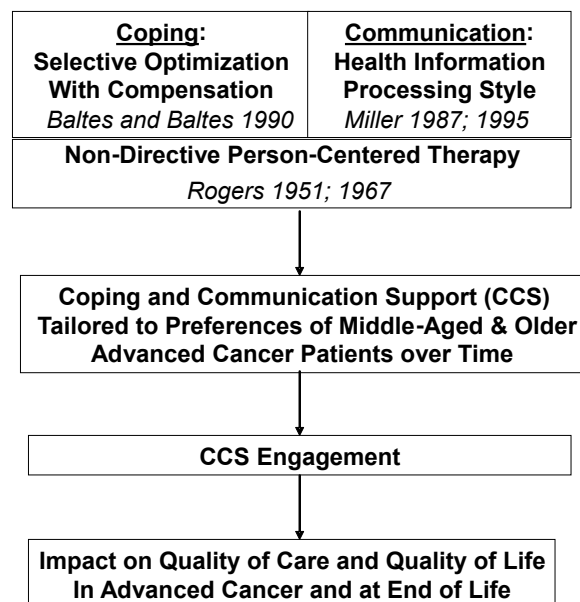 Coping:
Selective Optimization
With Compensation
Baltes and Baltes 1990
Communication:
Health Information
Processing Style
Miller 1987; 1995
Non-Directive Person-Centered Therapy
Rogers 1951; 1967
Coping and Communication Support (CCS)
Tailored to Preferences of Middle-Aged & Older
Advanced Cancer Patients over Time
CCS Engagement
Impact on Quality of Care and Quality of Life
In Advanced Cancer and at End of Life